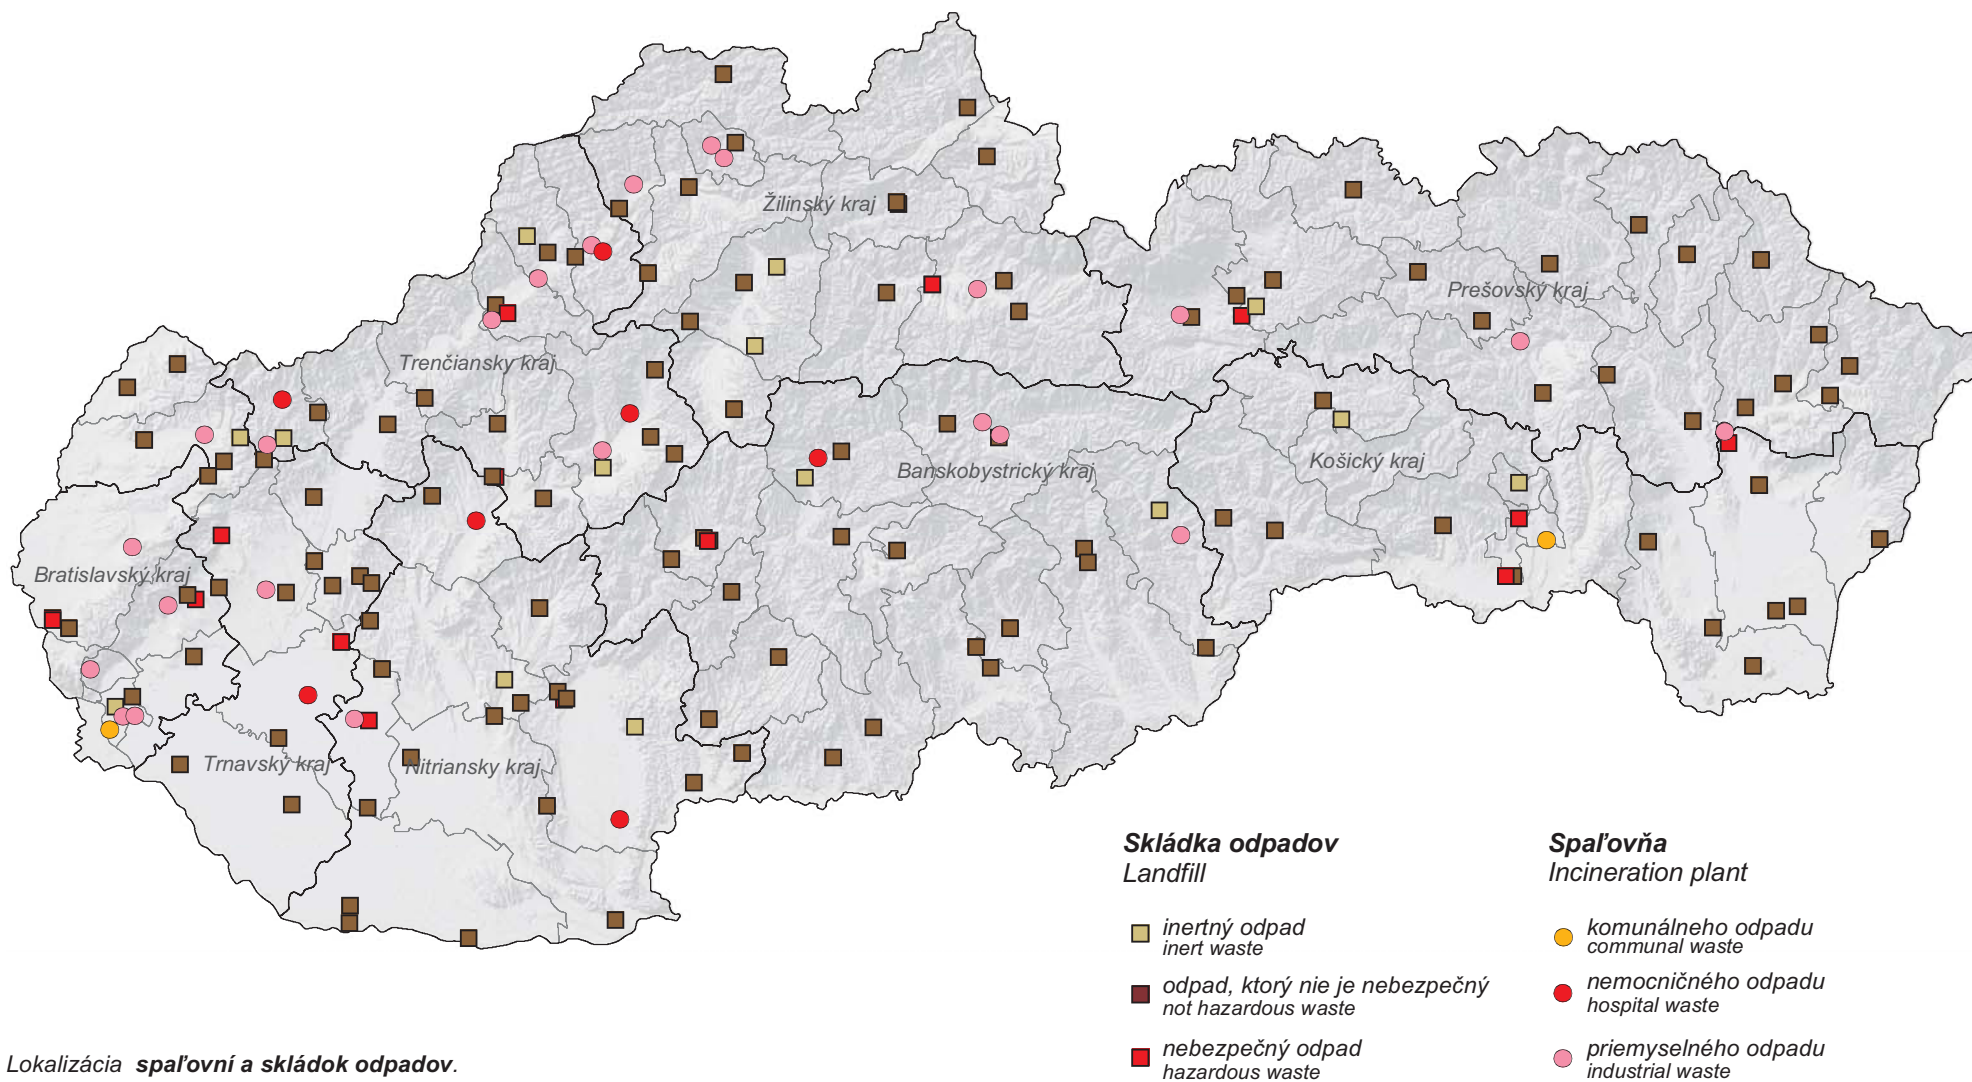 Žilinský kraj
Prešovský kraj
Trenčiansky kraj
Banskobystrický kraj
Košický kraj
Bratislavský kraj
Trnavský kraj
Nitriansky kraj
Skládka odpadov
Landfill
inertný odpad
inert waste
odpad, ktorý nie je nebezpečný
not hazardous waste
nebezpečný odpad
hazardous waste
Spaľovňa
Incineration plant
komunálneho odpadu
communal waste
nemocničného odpadu
hospital waste
priemyselného odpadu
industrial waste
Lokalizácia spaľovní a skládok odpadov.